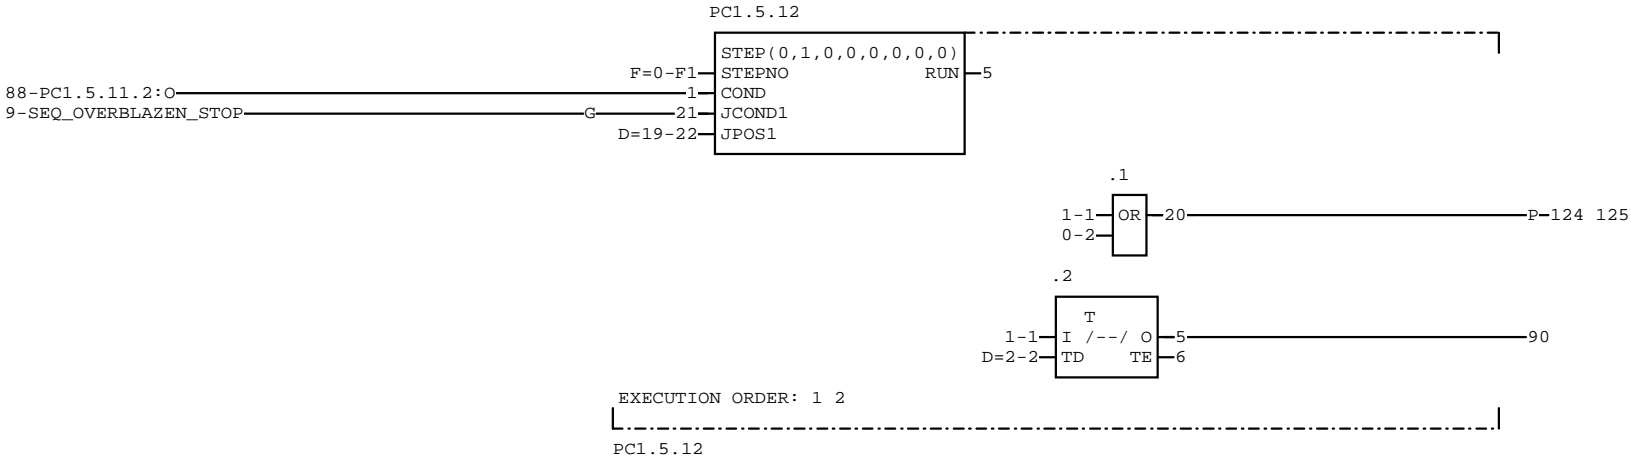 PC1.5.12
STEP(0,1,0,0,0,0,0,0)
F=0-F1 STEPNO RUN 5
88-PC1.5.11.2:O 1 COND
9-SEQ_OVERBLAZEN_STOP G 21 JCOND1
D=19-22 JPOS1
.1
1-1 OR 20 P 124 125
0-2
.2
T
1-1 I /--/ O 5 90
D=2-2 TD TE 6
EXECUTION ORDER: 1 2
PC1.5.12